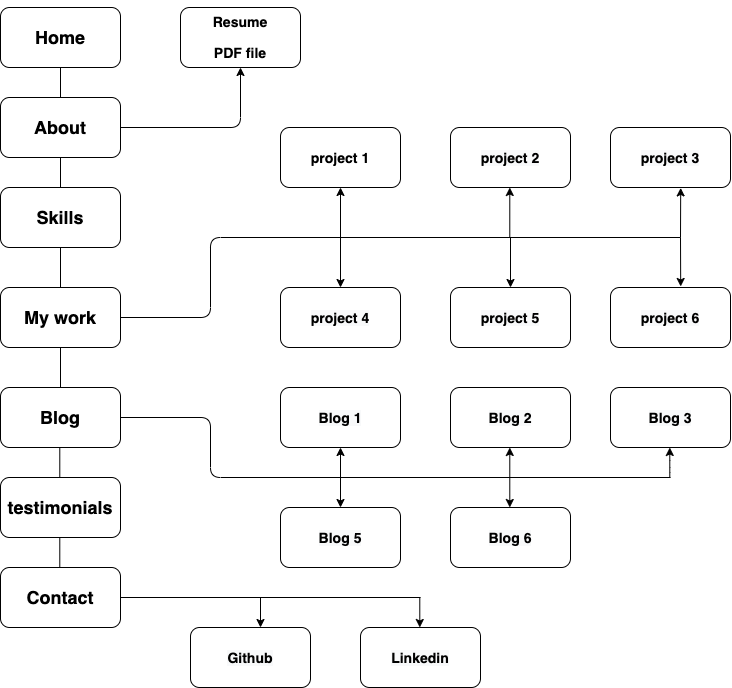 Home
Resume
PDF file
About
project 1
project 2
project 3
Skills
My work
project 4
project 5
project 6
Blog
Blog 1
Blog 2
Blog 3
testimonials
Blog 5
Blog 6
Contact
Github
Linkedin